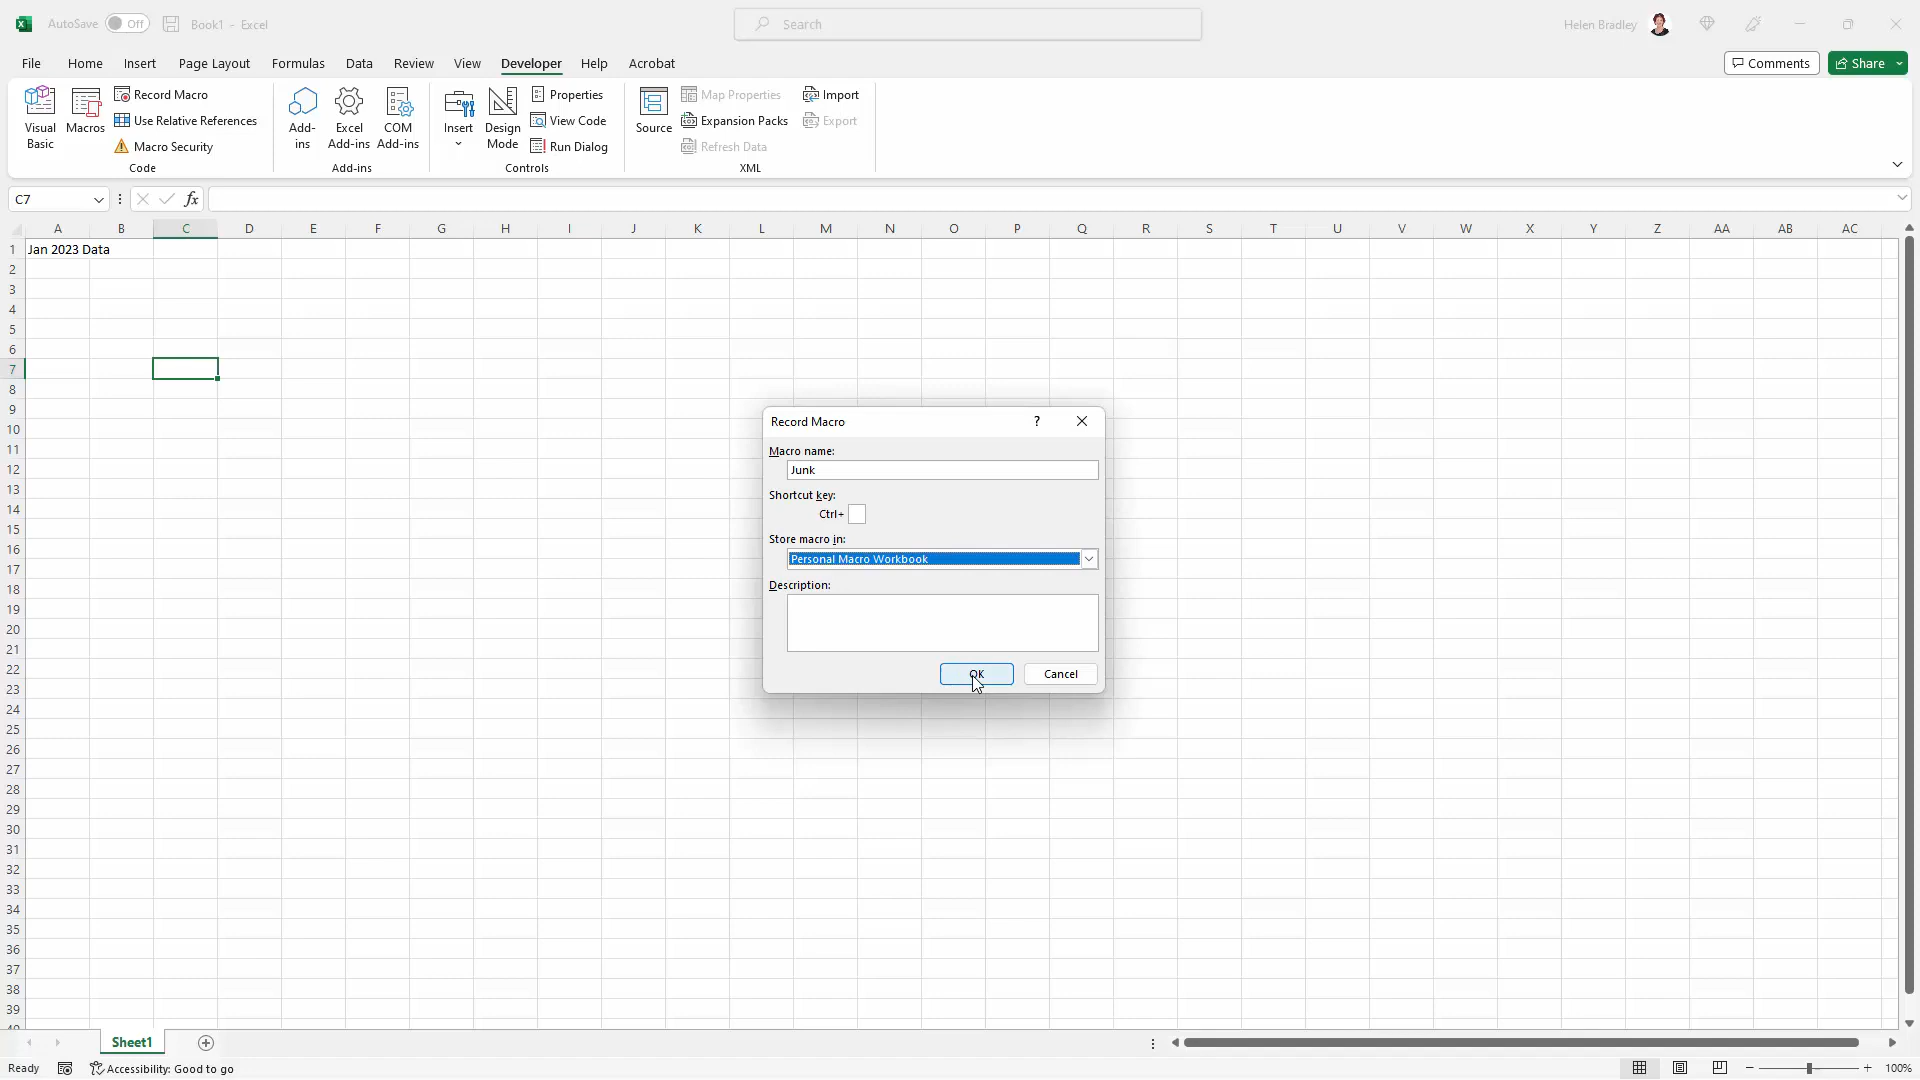 AutoSave Off Book1 - Excel Search Helen Bradley
File Home Insert Page Layout Formulas Data Review View Developer Help Acrobat Comments Share
Visual Basic
Macros
Record Macro
Use Relative References
Macro Security
Code
Add-ins
Excel Add-ins
COM Add-ins
Add-ins
Insert
Design Mode
Properties
View Code
Run Dialog
Controls
Source
Map Properties
Expansion Packs
Refresh Data
Import
Export
XML
C7 fx
A B C D E F G H I J K L M N O P Q R S T U V W X Y Z AA AB AC
1 Jan 2023 Data
2
3
4
5
6
7
8
9
10
11
12
13
14
15
16
17
18
19
20
21
22
23
24
25
26
27
28
29
30
31
32
33
34
35
36
37
38
39
40
Record Macro ?
Macro name:
Junk
Shortcut key:
Ctrl+
Store macro in:
Personal Macro Workbook
Description:
OK Cancel
Sheet1
Ready Accessibility: Good to go 100%